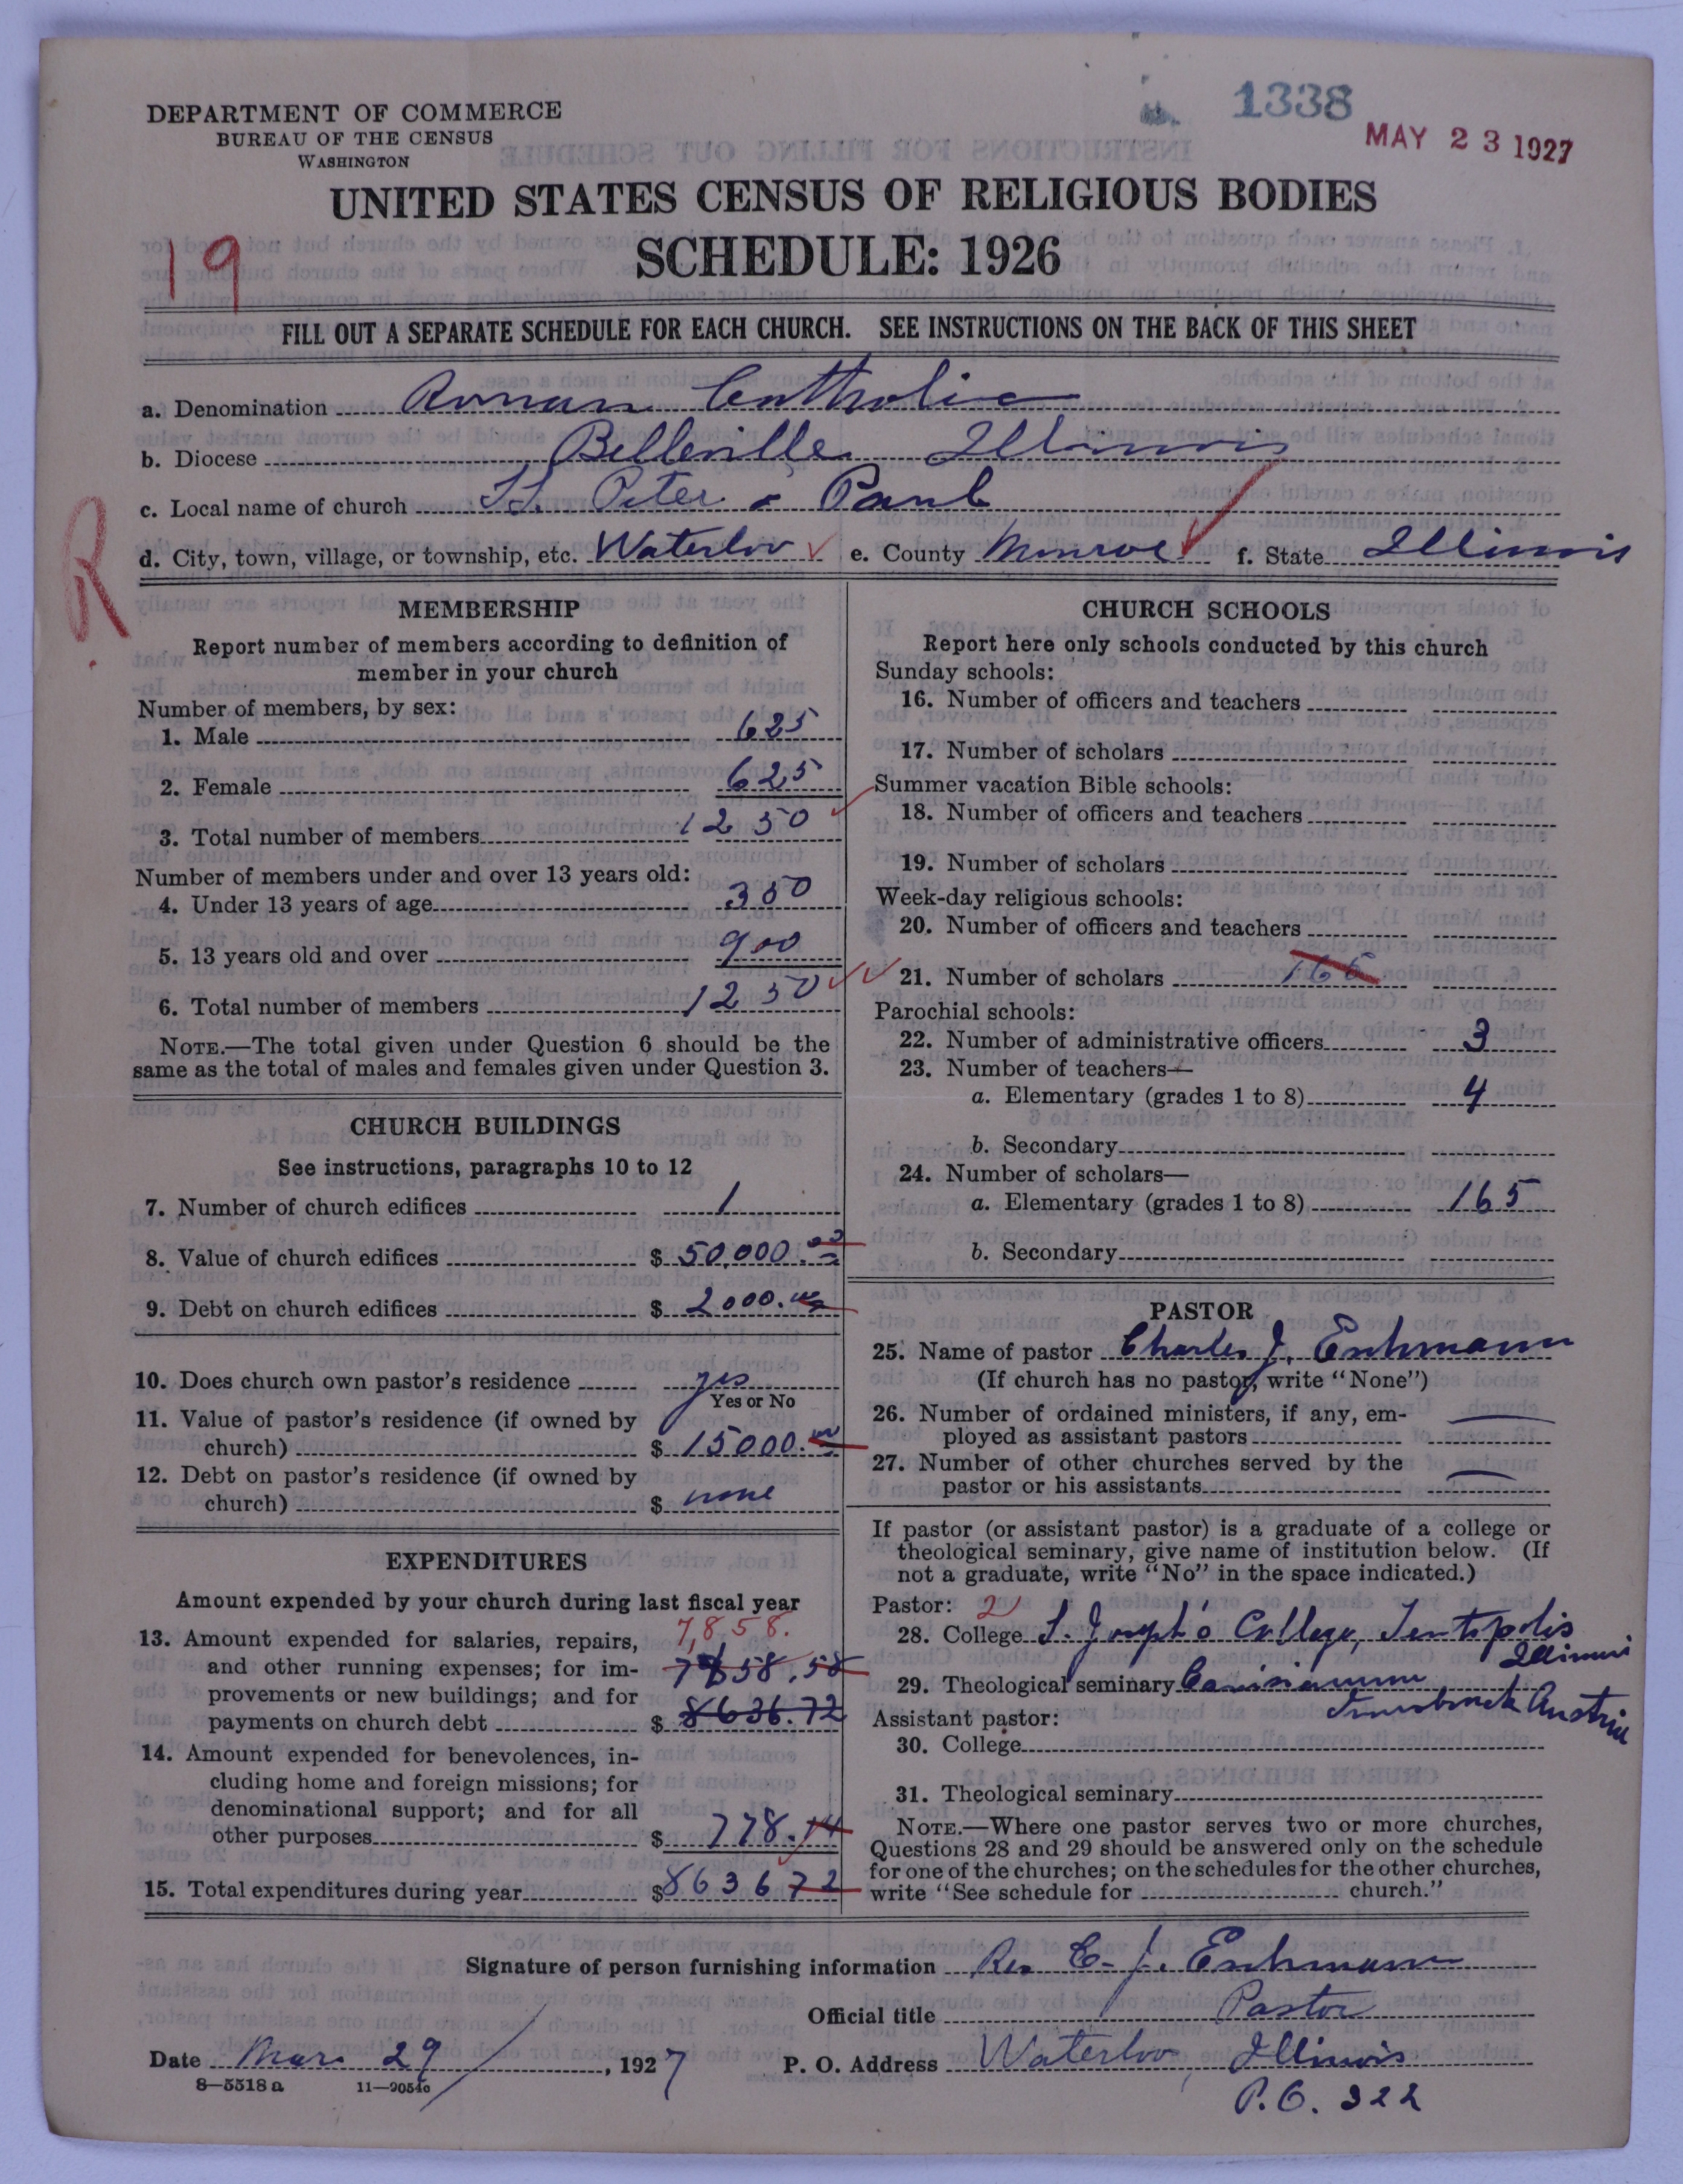 1338
MAY 23 1927
DEPARTMENT OF COMMERCE
BUREAU OF THE CENSUS
WASHINGTON
UNITED STATES CENSUS OF RELIGIOUS BODIES
SCHEDULE: 1926
19
FILL OUT A SEPARATE SCHEDULE FOR EACH CHURCH. SEE INSTRUCTIONS ON THE BACK OF THIS SHEET
a. Denomination Roman Catholic
b. Diocese Belleville Illinois
c. Local name of church SS. Peter & Paul
R
d. City, town, village, or township, etc. Waterloo e. County Monroe f. State Illinois
MEMBERSHIP
Report number of members according to definition of
member in your church
Number of members, by sex:
1. Male 625
2. Female 625
3. Total number of members 1250
Number of members under and over 13 years old:
4. Under 13 years of age 350
5. 13 years old and over 900
6. Total number of members 1250
NOTE.—The total given under Question 6 should be the
same as the total of males and females given under Question 3.
CHURCH BUILDINGS
See instructions, paragraphs 10 to 12
7. Number of church edifices 1
8. Value of church edifices $ 50,000.00
9. Debt on church edifices $ 2000.00
10. Does church own pastor's residence yes
Yes or No
11. Value of pastor's residence (if owned by
church) $ 15000.00
12. Debt on pastor's residence (if owned by
church) $ none
EXPENDITURES
Amount expended by your church during last fiscal year
7,858.
13. Amount expended for salaries, repairs,
and other running expenses; for im- 7858.58
provements or new buildings; and for
payments on church debt $ 8636.72
14. Amount expended for benevolences, in-
cluding home and foreign missions; for
denominational support; and for all
other purposes $ 778.14
15. Total expenditures during year $8636 72
CHURCH SCHOOLS
Report here only schools conducted by this church
Sunday schools:
16. Number of officers and teachers
17. Number of scholars
Summer vacation Bible schools:
18. Number of officers and teachers
19. Number of scholars
Week-day religious schools:
20. Number of officers and teachers
21. Number of scholars 166
Parochial schools:
22. Number of administrative officers 3
23. Number of teachers—
a. Elementary (grades 1 to 8) 4
b. Secondary
24. Number of scholars—
a. Elementary (grades 1 to 8) 165
b. Secondary
PASTOR
25. Name of pastor Charles J. Eschmann
(If church has no pastor, write "None")
26. Number of ordained ministers, if any, em-
ployed as assistant pastors —
27. Number of other churches served by the
pastor or his assistants —
If pastor (or assistant pastor) is a graduate of a college or
theological seminary, give name of institution below. (If
not a graduate, write "No" in the space indicated.)
Pastor: 2
28. College St. Joseph's College, Teutopolis
Illinois
29. Theological seminary Canisianum
Innsbruck Austria
Assistant pastor:
30. College
31. Theological seminary
NOTE.—Where one pastor serves two or more churches,
Questions 28 and 29 should be answered only on the schedule
for one of the churches; on the schedules for the other churches,
write "See schedule for church."
Signature of person furnishing information Rev C. J. Eschmann
Official title Pastor
Date Mar. 29, 1927 P. O. Address Waterloo, Illinois
8—5518 a 11—9054c
P.O. 322